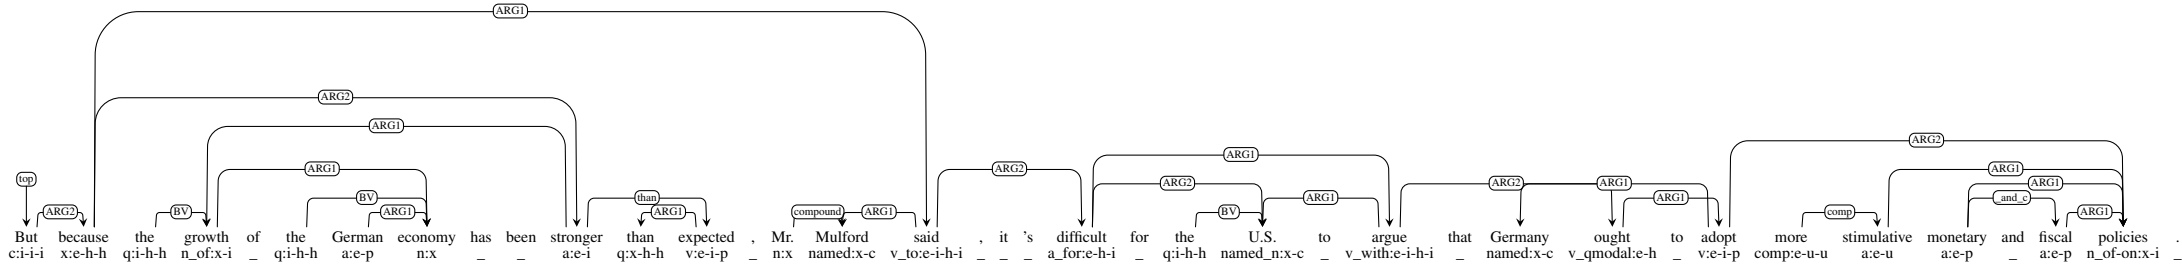 ARG1
ARG2
ARG1
ARG2
ARG1
ARG1
ARG2
ARG1
top
ARG2
ARG2
ARG1
ARG1
BV
than
ARG1
_and_c
ARG2
BV
ARG1
ARG1
compound
ARG1
BV
comp
ARG1
But because the growth of the German economy has been stronger than expected , Mr. Mulford said , it 's difficult for the U.S. to argue that Germany ought to adopt more stimulative monetary and fiscal policies .
c:i-i-i x:e-h-h q:i-h-h n_of:x-i _ q:i-h-h a:e-p n:x _ _ a:e-i q:x-h-h v:e-i-p _ n:x named:x-c v_to:e-i-h-i _ _ _ a_for:e-h-i _ q:i-h-h named_n:x-c _ v_with:e-i-h-i _ named:x-c v_qmodal:e-h _ v:e-i-p comp:e-u-u a:e-u a:e-p _ a:e-p n_of-on:x-i _